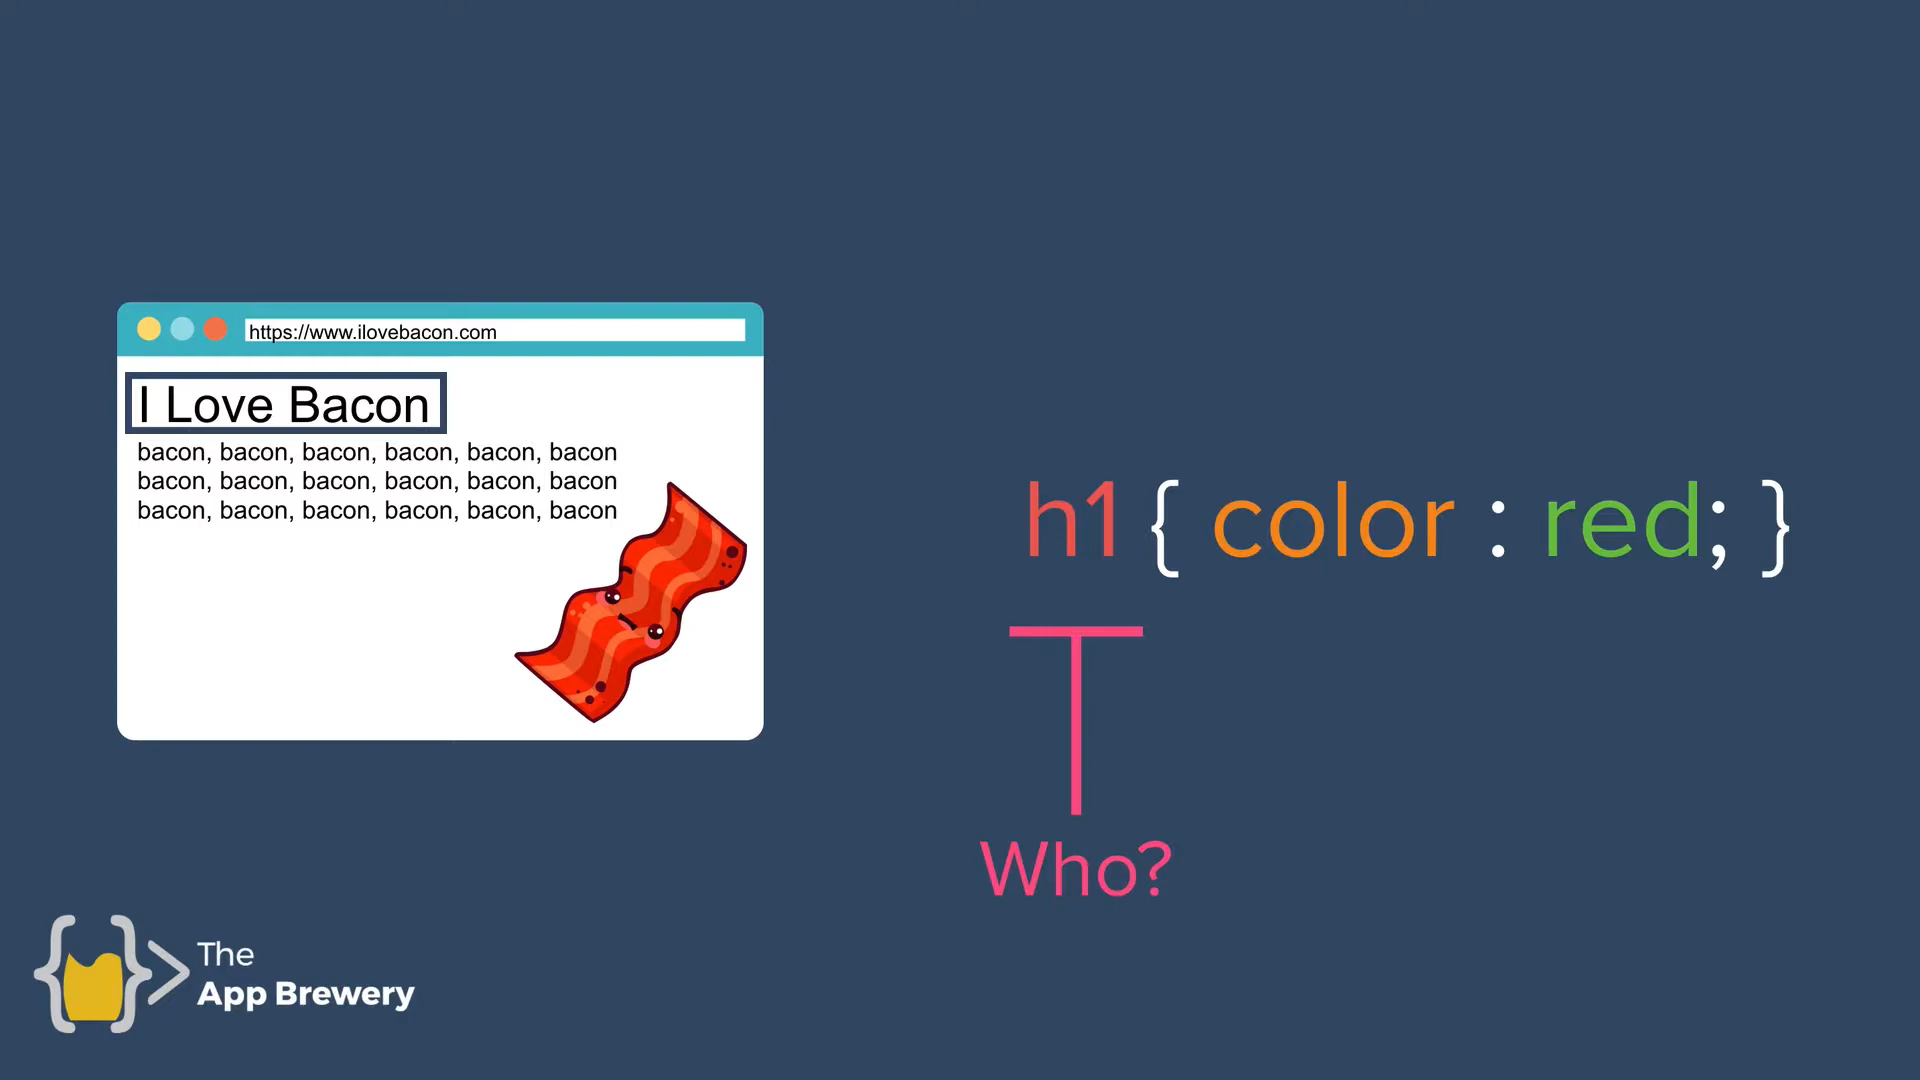 https://www.ilovebacon.com
I Love Bacon
bacon, bacon, bacon, bacon, bacon, bacon
bacon, bacon, bacon, bacon, bacon, bacon
bacon, bacon, bacon, bacon, bacon, bacon
h1 { color : red; }
Who?
The
App Brewery